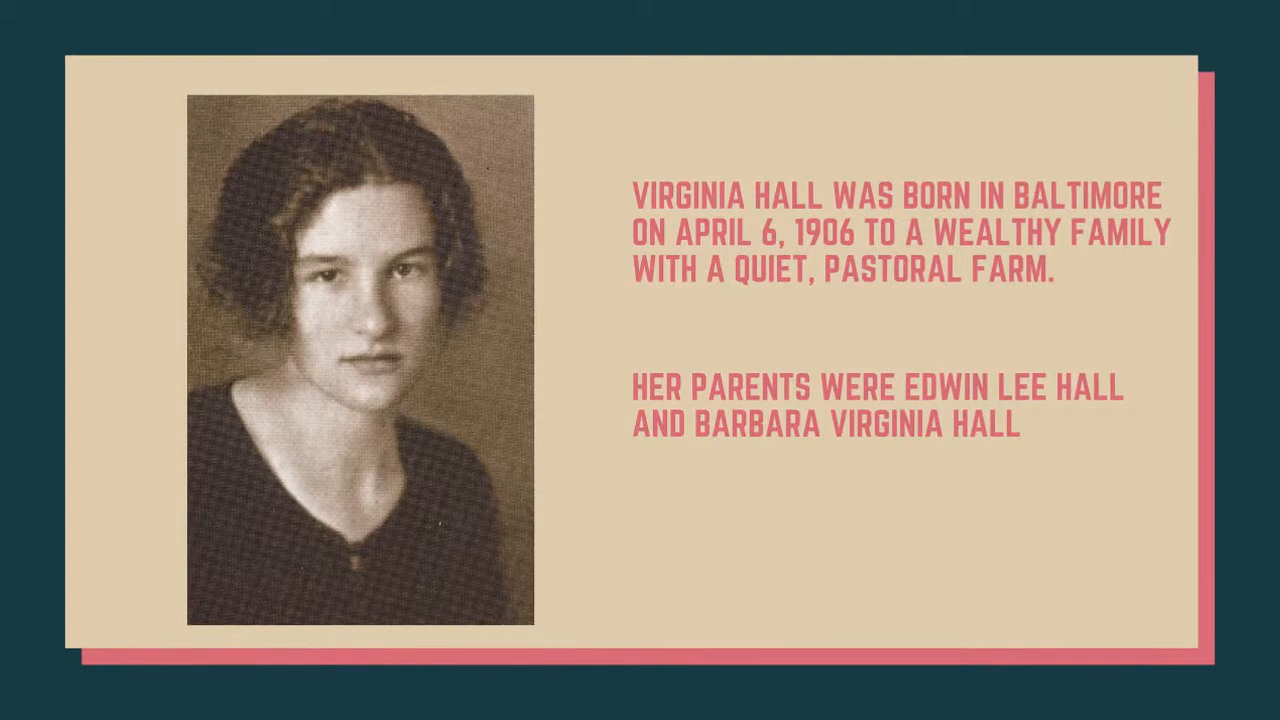 VIRGINIA HALL WAS BORN IN BALTIMORE
ON APRIL 6, 1906 TO A WEALTHY FAMILY
WITH A QUIET, PASTORAL FARM.
HER PARENTS WERE EDWIN LEE HALL
AND BARBARA VIRGINIA HALL